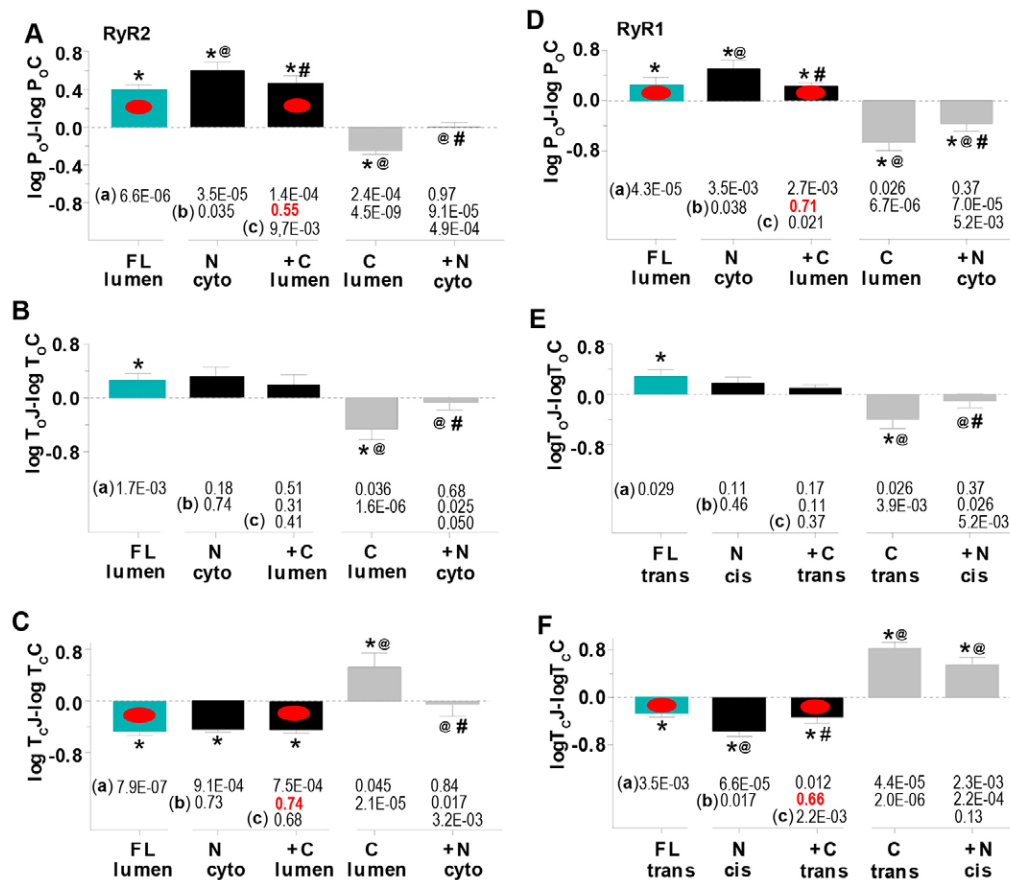 A RyR2
log PₒJ-log PₒC
0.8
0.4
0.0
-0.4
-0.8
*
*@
*#
*@
@#
(a) 6.6E-06 3.5E-05 1.4E-04 2.4E-04 0.97
(b) 0.035 0.55 4.5E-09 9.1E-05
(c) 9,7E-03 4.9E-04
FL N +C C +N
lumen cyto lumen lumen cyto
B
log TₒJ-log TₒC
0.8
0.0
-0.8
*
*@
@#
(a) 1.7E-03 0.18 0.51 0.036 0.68
(b) 0.74 0.31 1.6E-06 0.025
(c) 0.41 0.050
FL N +C C +N
lumen cyto lumen lumen cyto
C
log TcJ-log TcC
0.8
0.0
-0.8
*
*
*
*@
@#
(a) 7.9E-07 9.1E-04 7.5E-04 0.045 0.84
(b) 0.73 0.74 2.1E-05 0.017
(c) 0.68 3.2E-03
FL N +C C +N
lumen cyto lumen lumen cyto
D RyR1
log PₒJ-log PₒC
0.8
0.0
-0.8
*
*@
*#
*@
*@#
(a) 4.3E-05 3.5E-03 2.7E-03 0.026 0.37
(b) 0.038 0.71 6.7E-06 7.0E-05
(c) 0.021 5.2E-03
FL N +C C +N
lumen cyto lumen lumen cyto
E
logTₒJ-logTₒC
0.8
0.0
-0.8
*
*@
@#
(a) 0.029 0.11 0.17 0.026 0.37
(b) 0.46 0.11 3.9E-03 0.026
(c) 0.37 5.2E-03
FL N +C C +N
trans cis trans trans cis
F
logTcJ-logTcC
0.8
0.0
-0.8
*
*@
*#
*@
*@
(a) 3.5E-03 6.6E-05 0.012 4.4E-05 2.3E-03
(b) 0.017 0.66 2.0E-06 2.2E-04
(c) 2.2E-03 0.13
FL N +C C +N
trans cis trans trans cis